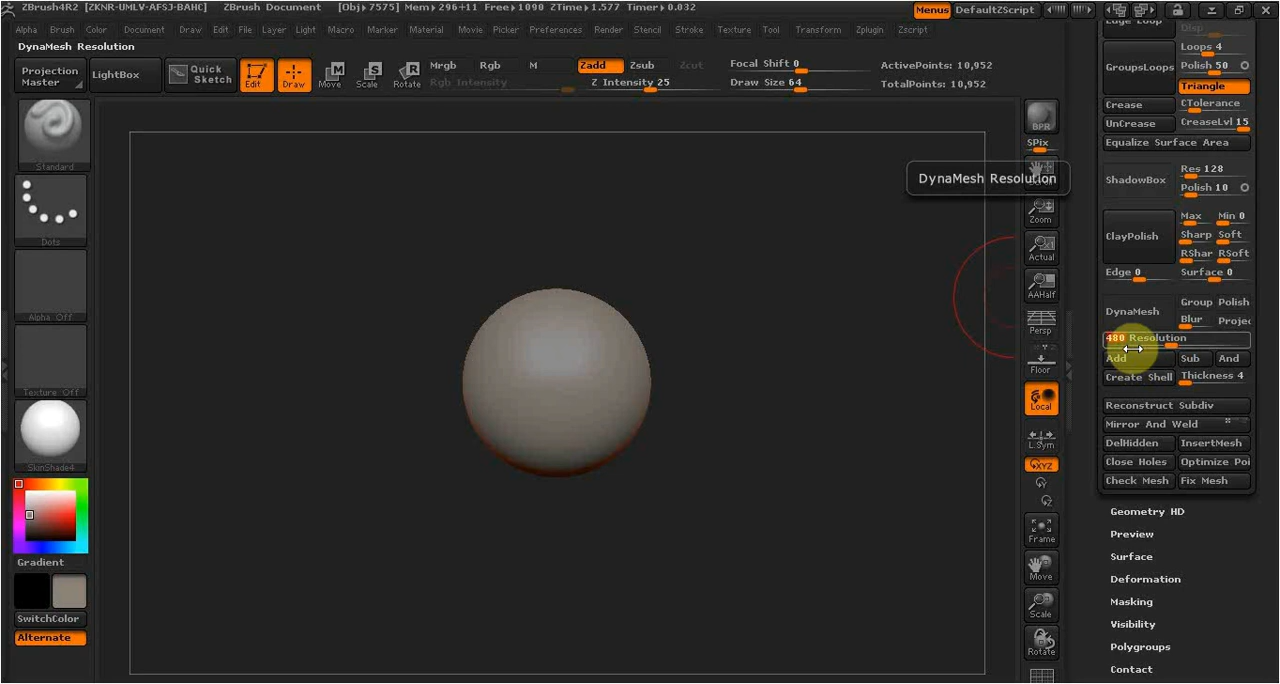 ZBrush4R2 [ZKNR-UMLV-AFSJ-BAHC] ZBrush Document [Obj▸7575] Mem▸296+11 Free▸1090 ZTime▸1.577 Timer▸0.032 Menus DefaultZScript
Alpha Brush Color Document Draw Edit File Layer Light Macro Marker Material Movie Picker Preferences Render Stencil Stroke Texture Tool Transform Zplugin Zscript
DynaMesh Resolution
Projection Master
LightBox
Quick Sketch
Edit
Draw
Move
Scale
Rotate
Mrgb Rgb M
Rgb Intensity
Zadd Zsub Zcut
Z Intensity 25
Focal Shift 0
Draw Size 64
ActivePoints: 10,952
TotalPoints: 10,952
Standard
Dots
Alpha Off
Texture Off
SkinShade4
Gradient
SwitchColor
Alternate
DynaMesh Resolution
BPR
SPix
Zoom
Actual
AAHalf
Persp
Floor
Local
L.Sym
XYZ
Frame
Move
Scale
Rotate
Edge Loop
Loops 4
GroupsLoops
Polish 50
Triangle
Crease
CTolerance
UnCrease
CreaseLvl 15
Equalize Surface Area
ShadowBox
Res 128
Polish 10
ClayPolish
Max Min 0
Sharp Soft
RShar RSoft
Edge 0 Surface 0
DynaMesh
Group Polish
Blur Projec
480 Resolution
Add Sub And
Create Shell Thickness 4
Reconstruct Subdiv
Mirror And Weld
DelHidden InsertMesh
Close Holes Optimize Poi
Check Mesh Fix Mesh
Geometry HD
Preview
Surface
Deformation
Masking
Visibility
Polygroups
Contact